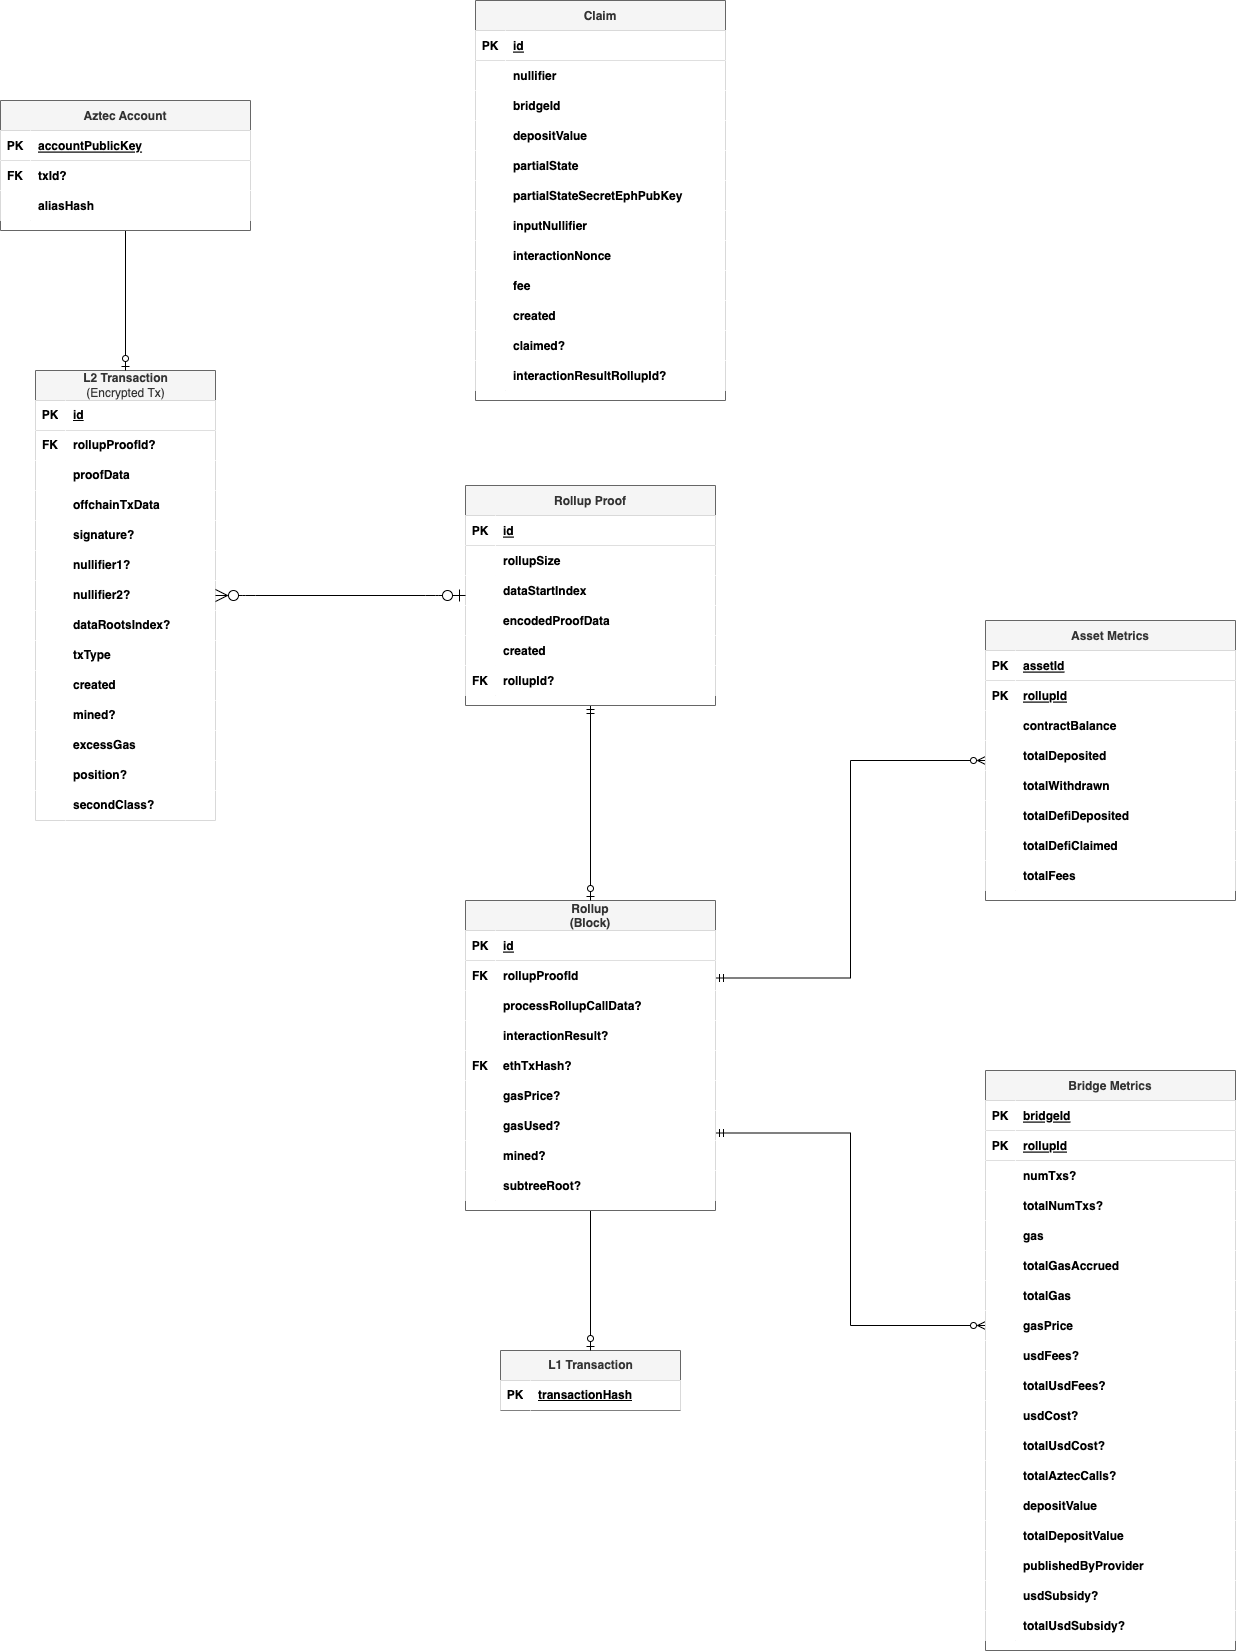 Claim
PK id
nullifier
bridgeId
depositValue
partialState
partialStateSecretEphPubKey
inputNullifier
interactionNonce
fee
created
claimed?
interactionResultRollupId?
Aztec Account
PK accountPublicKey
FK txId?
aliasHash
L2 Transaction
(Encrypted Tx)
PK id
FK rollupProofId?
proofData
offchainTxData
signature?
nullifier1?
nullifier2?
dataRootsIndex?
txType
created
mined?
excessGas
position?
secondClass?
Rollup Proof
PK id
rollupSize
dataStartIndex
encodedProofData
created
FK rollupId?
Rollup
(Block)
PK id
FK rollupProofId
processRollupCallData?
interactionResult?
FK ethTxHash?
gasPrice?
gasUsed?
mined?
subtreeRoot?
L1 Transaction
PK transactionHash
Asset Metrics
PK assetId
PK rollupId
contractBalance
totalDeposited
totalWithdrawn
totalDefiDeposited
totalDefiClaimed
totalFees
Bridge Metrics
PK bridgeId
PK rollupId
numTxs?
totalNumTxs?
gas
totalGasAccrued
totalGas
gasPrice
usdFees?
totalUsdFees?
usdCost?
totalUsdCost?
totalAztecCalls?
depositValue
totalDepositValue
publishedByProvider
usdSubsidy?
totalUsdSubsidy?